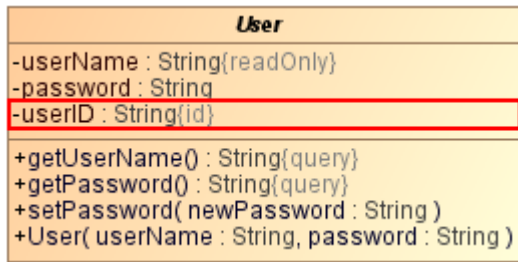 User
-userName : String{readOnly}
-password : String
-userID : String{id}
+getUserName() : String{query}
+getPassword() : String{query}
+setPassword( newPassword : String )
+User( userName : String, password : String )